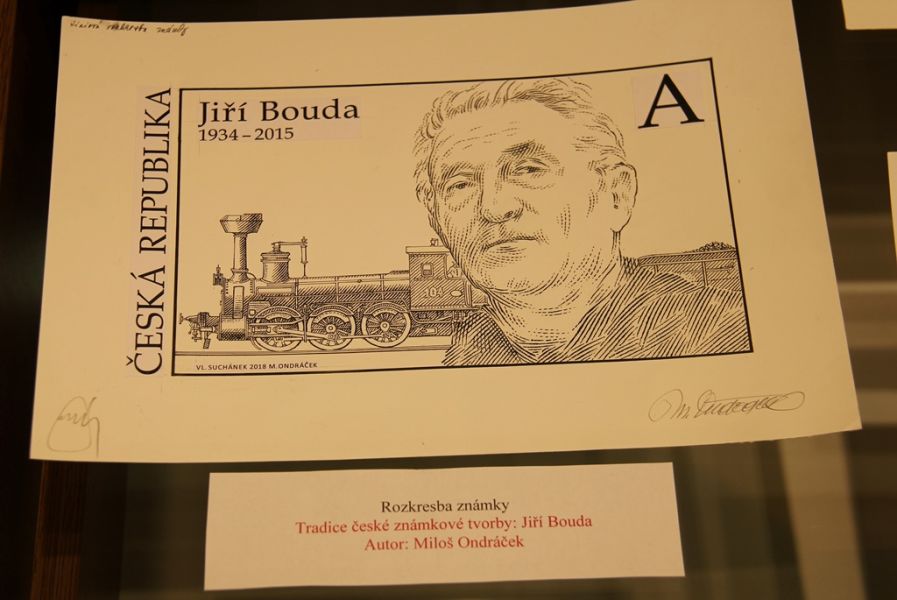 ČESKÁ REPUBLIKA
Jiří Bouda
1934–2015
A
104
VL. SUCHÁNEK 2018 M. ONDRÁČEK
Rozkresba známky
Tradice české známkové tvorby: Jiří Bouda
Autor: Miloš Ondráček